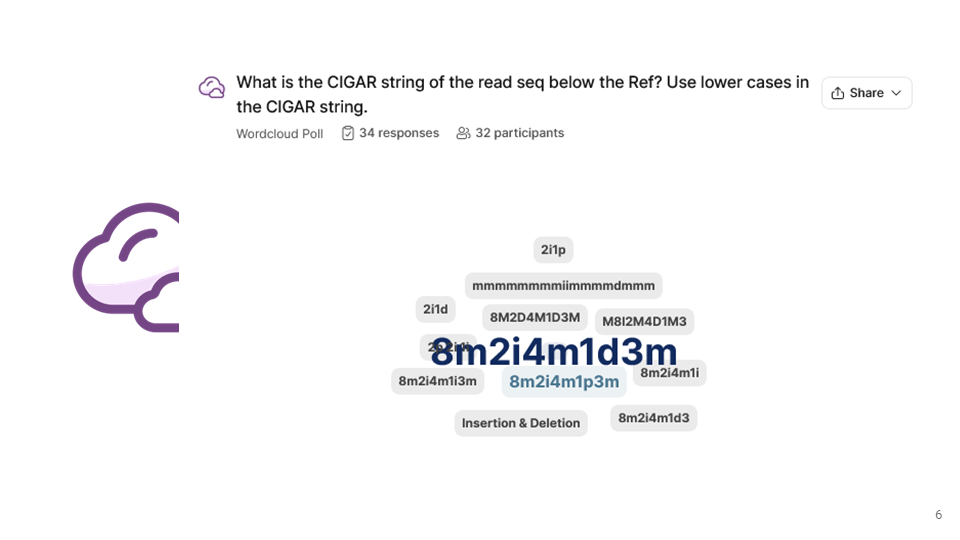 What is the CIGAR string of the read seq below the Ref? Use lower cases in
the CIGAR string.
Share
Wordcloud Poll 34 responses 32 participants
2i1p
mmmmmmmmiimmmmdmmm
2i1d
8M2D4M1D3M
M8I2M4D1M3
8m2i4m1d3m
8m2i4m1i3m
8m2i4m1p3m
8m2i4m1i
Insertion & Deletion
8m2i4m1d3
6